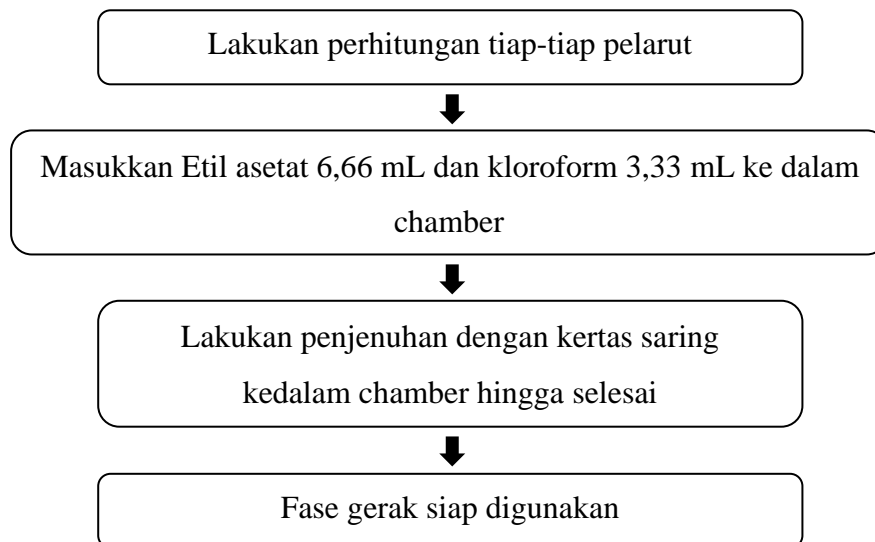 Lakukan perhitungan tiap-tiap pelarut
Masukkan Etil asetat 6,66 mL dan kloroform 3,33 mL ke dalam
chamber
Lakukan penjenuhan dengan kertas saring
kedalam chamber hingga selesai
Fase gerak siap digunakan